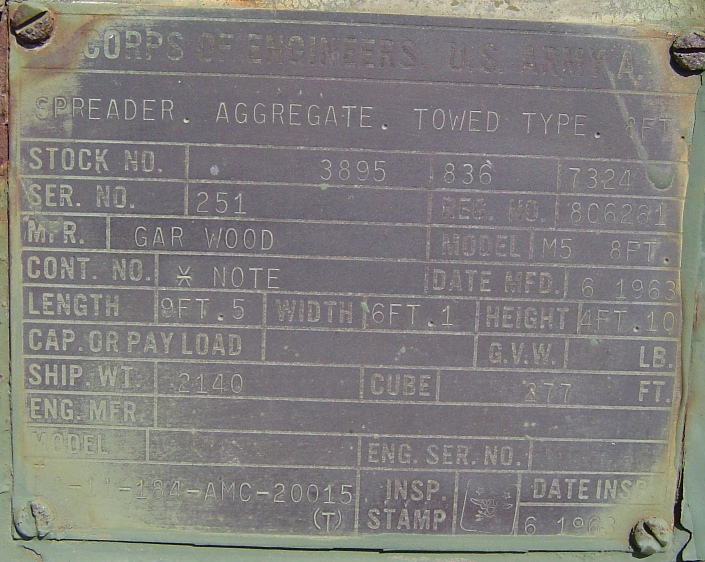 CORPS OF ENGINEERS U.S. ARMY A.
SPREADER. AGGREGATE. TOWED TYPE. 8FT
STOCK NO. 3895 836 7324
SER. NO. 251 REG. NO. 806281
MFR. GAR WOOD MODEL M5 8FT.
CONT. NO. * NOTE DATE MFD. 6 1963
LENGTH 9FT.5 WIDTH 6FT.1 HEIGHT 4FT.10
CAP. OR PAY LOAD G.V.W. LB.
SHIP. WT. 2140 CUBE 277 FT.
ENG. MFR.
MODEL ENG. SER. NO.
-11-184-AMC-20015 INSP. DATE INSP
(T) STAMP 6 1963